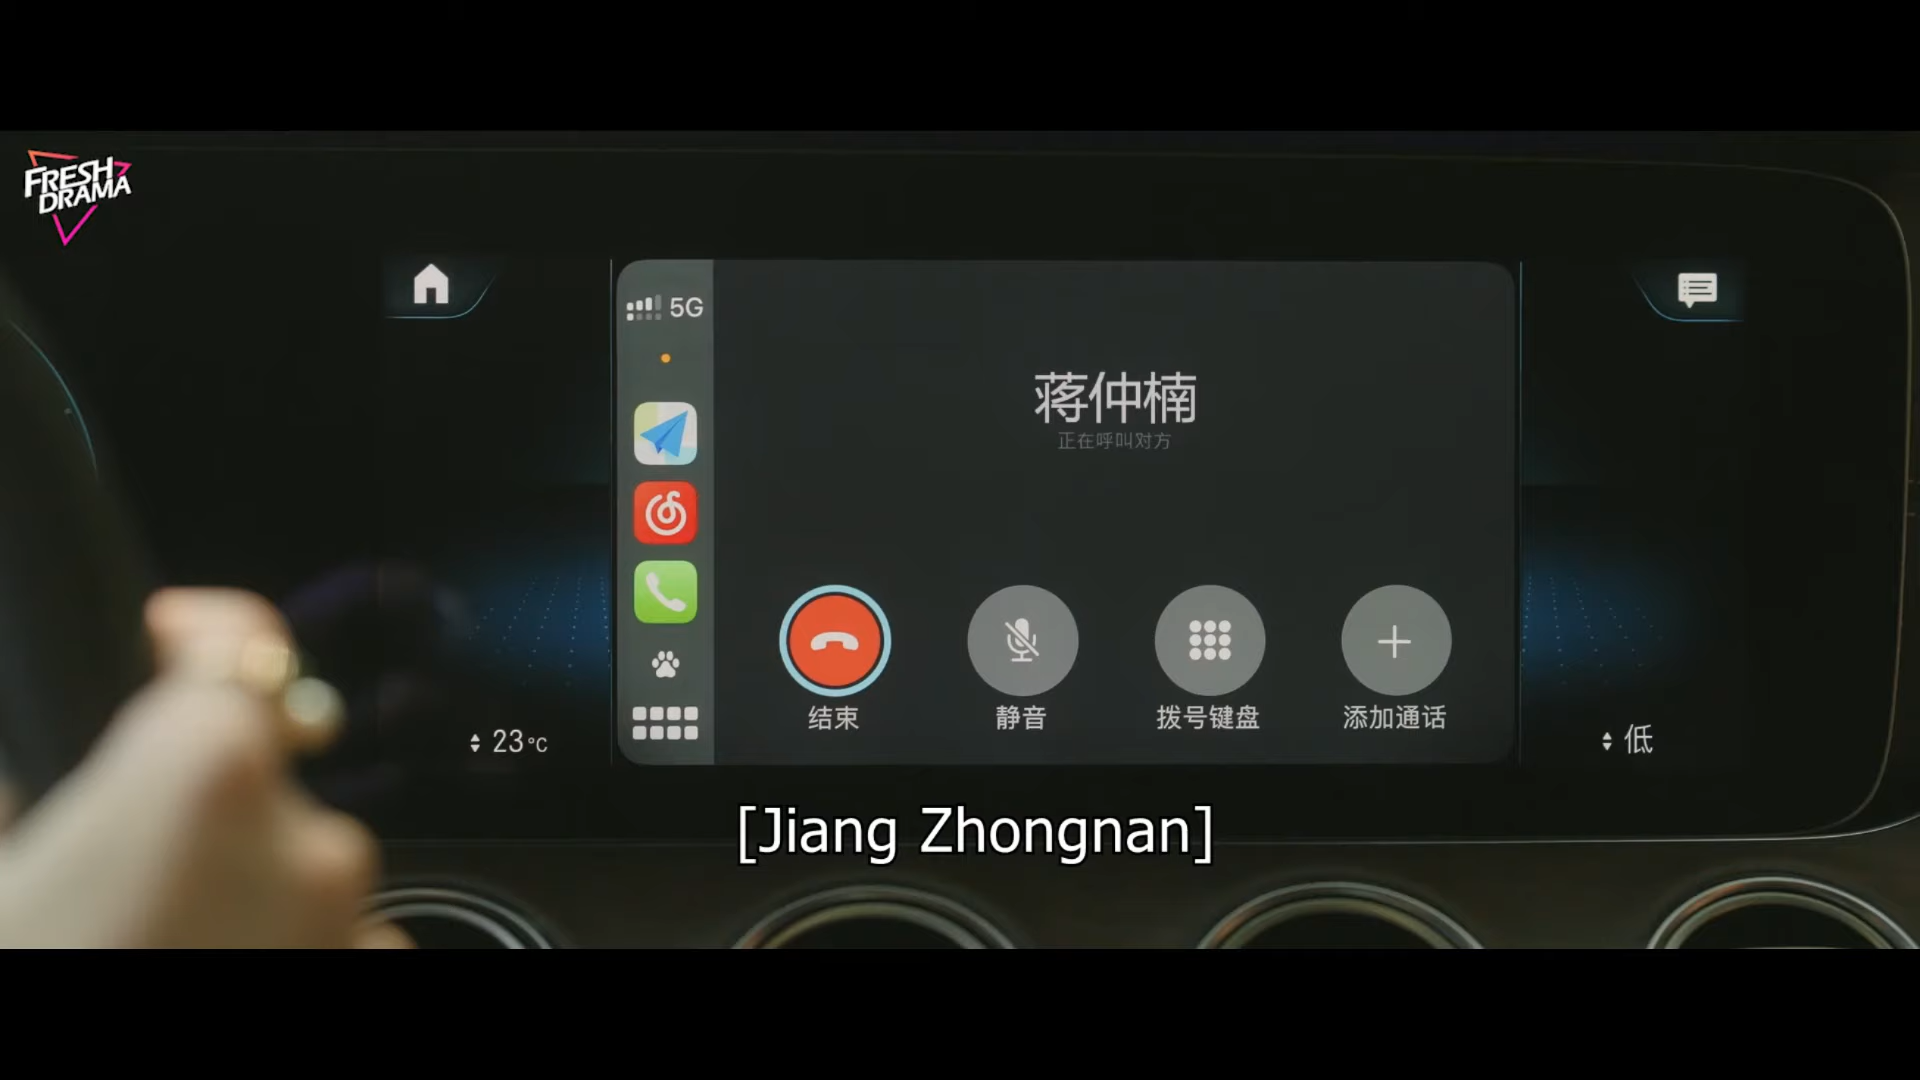 FRESH
DRAMA
5G
蒋仲楠
正在呼叫对方
结束
静音
拨号键盘
添加通话
23°C
低
[Jiang Zhongnan]